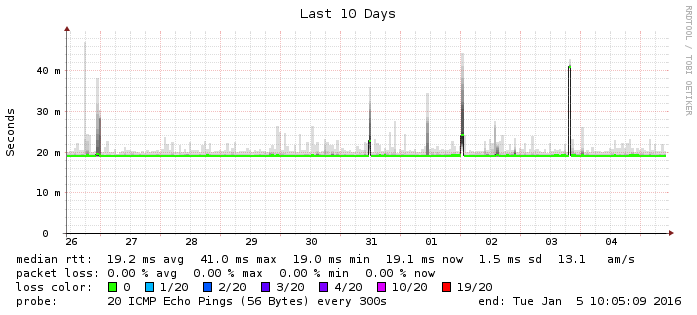 Last 10 Days
RRDTOOL / TOBI OETIKER
Seconds
40 m
30 m
20 m
10 m
0
26 27 28 29 30 31 01 02 03 04
median rtt: 19.2 ms avg 41.0 ms max 19.0 ms min 19.1 ms now 1.5 ms sd 13.1 am/s
packet loss: 0.00 % avg 0.00 % max 0.00 % min 0.00 % now
loss color: 0 1/20 2/20 3/20 4/20 10/20 19/20
probe: 20 ICMP Echo Pings (56 Bytes) every 300s end: Tue Jan 5 10:05:09 2016